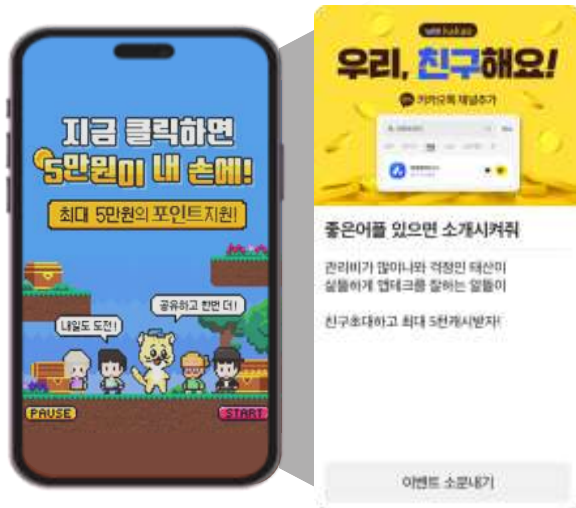 지금 클릭하면
5만원이 내 손에!
최대 5만원의 포인트지원!
공유하고 한번 더!
내일도 도전!
PAUSE
START
with kakao
우리, 친구해요!
카카오톡 채널추가
좋은어플 있으면 소개시켜줘
관리비가 많이나와 걱정인 태산이
살뜰하게 앱테크를 잘하는 알뜰이
친구초대하고 최대 5천캐시받자!
이벤트 소문내기